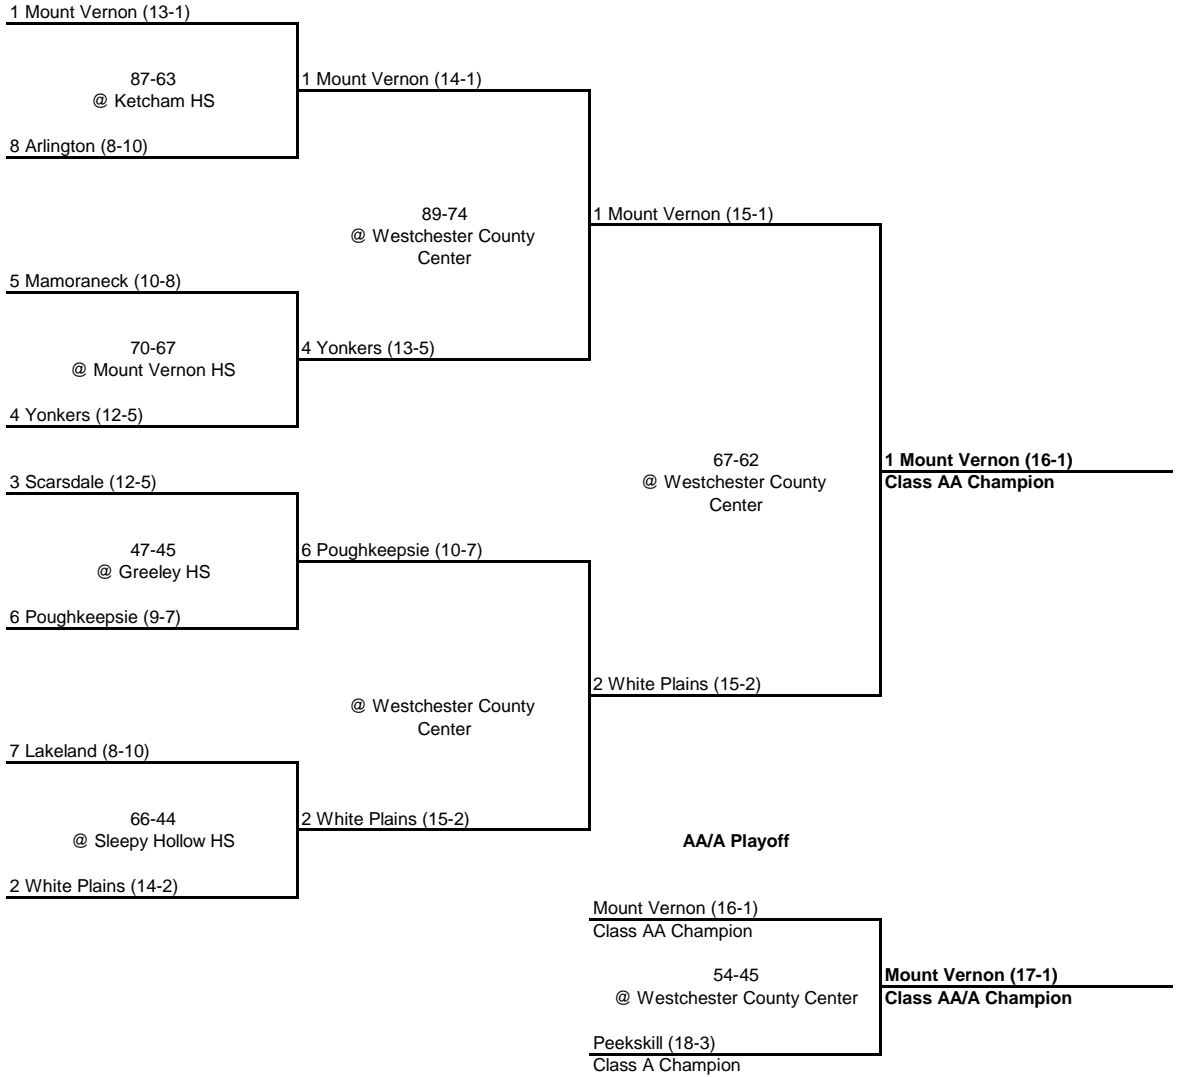 1 Mount Vernon (13-1)
87-63
@ Ketcham HS
1 Mount Vernon (14-1)
8 Arlington (8-10)
89-74
@ Westchester County
Center
1 Mount Vernon (15-1)
5 Mamoraneck (10-8)
70-67
@ Mount Vernon HS
4 Yonkers (13-5)
4 Yonkers (12-5)
67-62
@ Westchester County
Center
1 Mount Vernon (16-1)
Class AA Champion
3 Scarsdale (12-5)
47-45
@ Greeley HS
6 Poughkeepsie (10-7)
6 Poughkeepsie (9-7)
@ Westchester County
Center
2 White Plains (15-2)
7 Lakeland (8-10)
66-44
@ Sleepy Hollow HS
2 White Plains (15-2)
2 White Plains (14-2)
AA/A Playoff
Mount Vernon (16-1)
Class AA Champion
54-45
@ Westchester County Center
Mount Vernon (17-1)
Class AA/A Champion
Peekskill (18-3)
Class A Champion